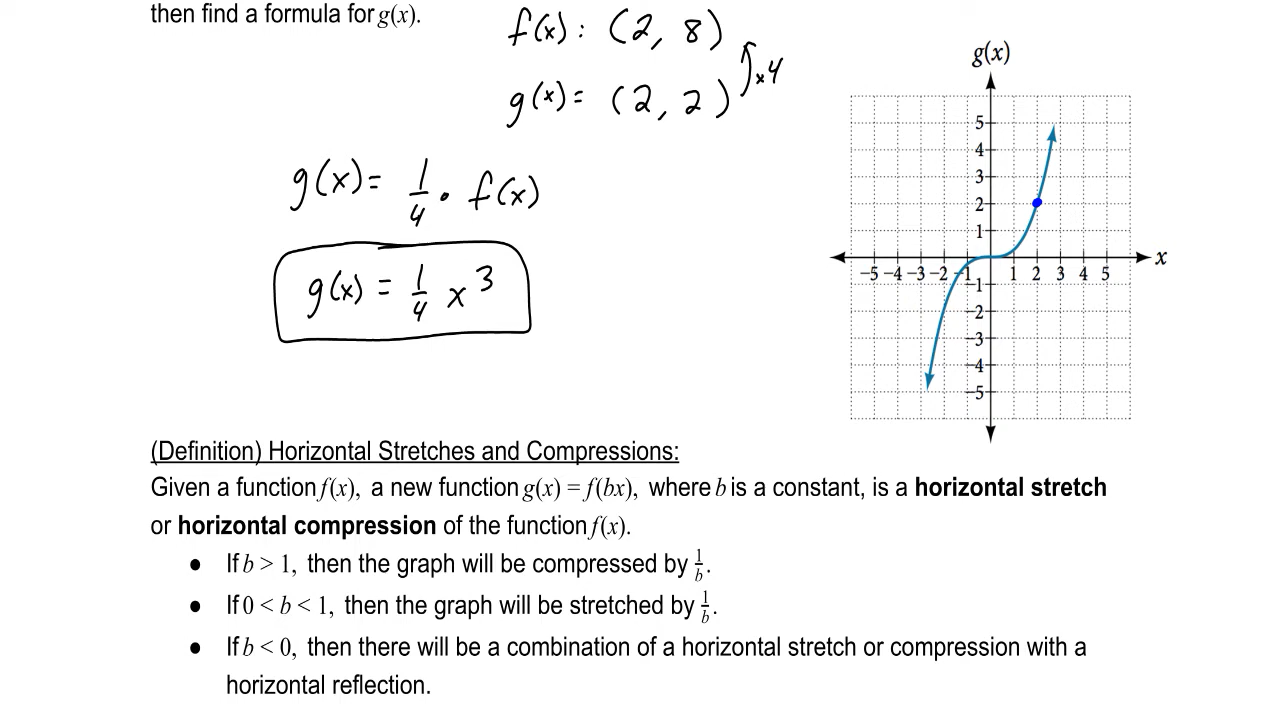 then find a formula for g(x).
f(x): (2, 8)
g(x)= (2, 2)
x4
g(x)= 1/4 · f(x)
g(x) = 1/4 x^3
g(x)
5
4
3
2
1
x
−5 −4 −3 −2 −1 1 2 3 4 5
−1
−2
−3
−4
−5
(Definition) Horizontal Stretches and Compressions:
Given a function f(x), a new function g(x) = f(bx), where b is a constant, is a horizontal stretch
or horizontal compression of the function f(x).
● If b > 1, then the graph will be compressed by 1/b.
● If 0 < b < 1, then the graph will be stretched by 1/b.
● If b < 0, then there will be a combination of a horizontal stretch or compression with a
horizontal reflection.